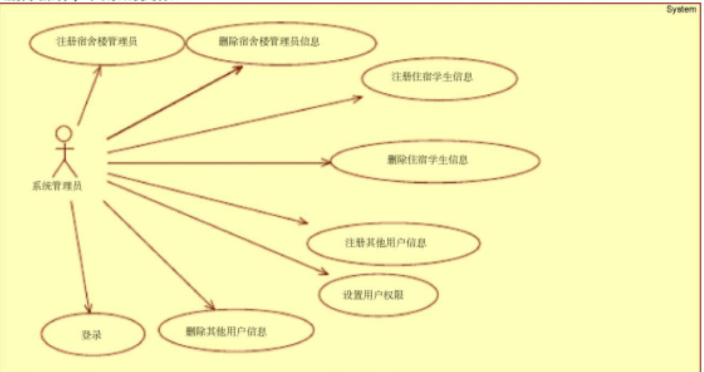 System
注册宿舍楼管理员
删除宿舍楼管理员信息
注册住宿学生信息
删除住宿学生信息
系统管理员
注册其他用户信息
设置用户权限
登录
删除其他用户信息